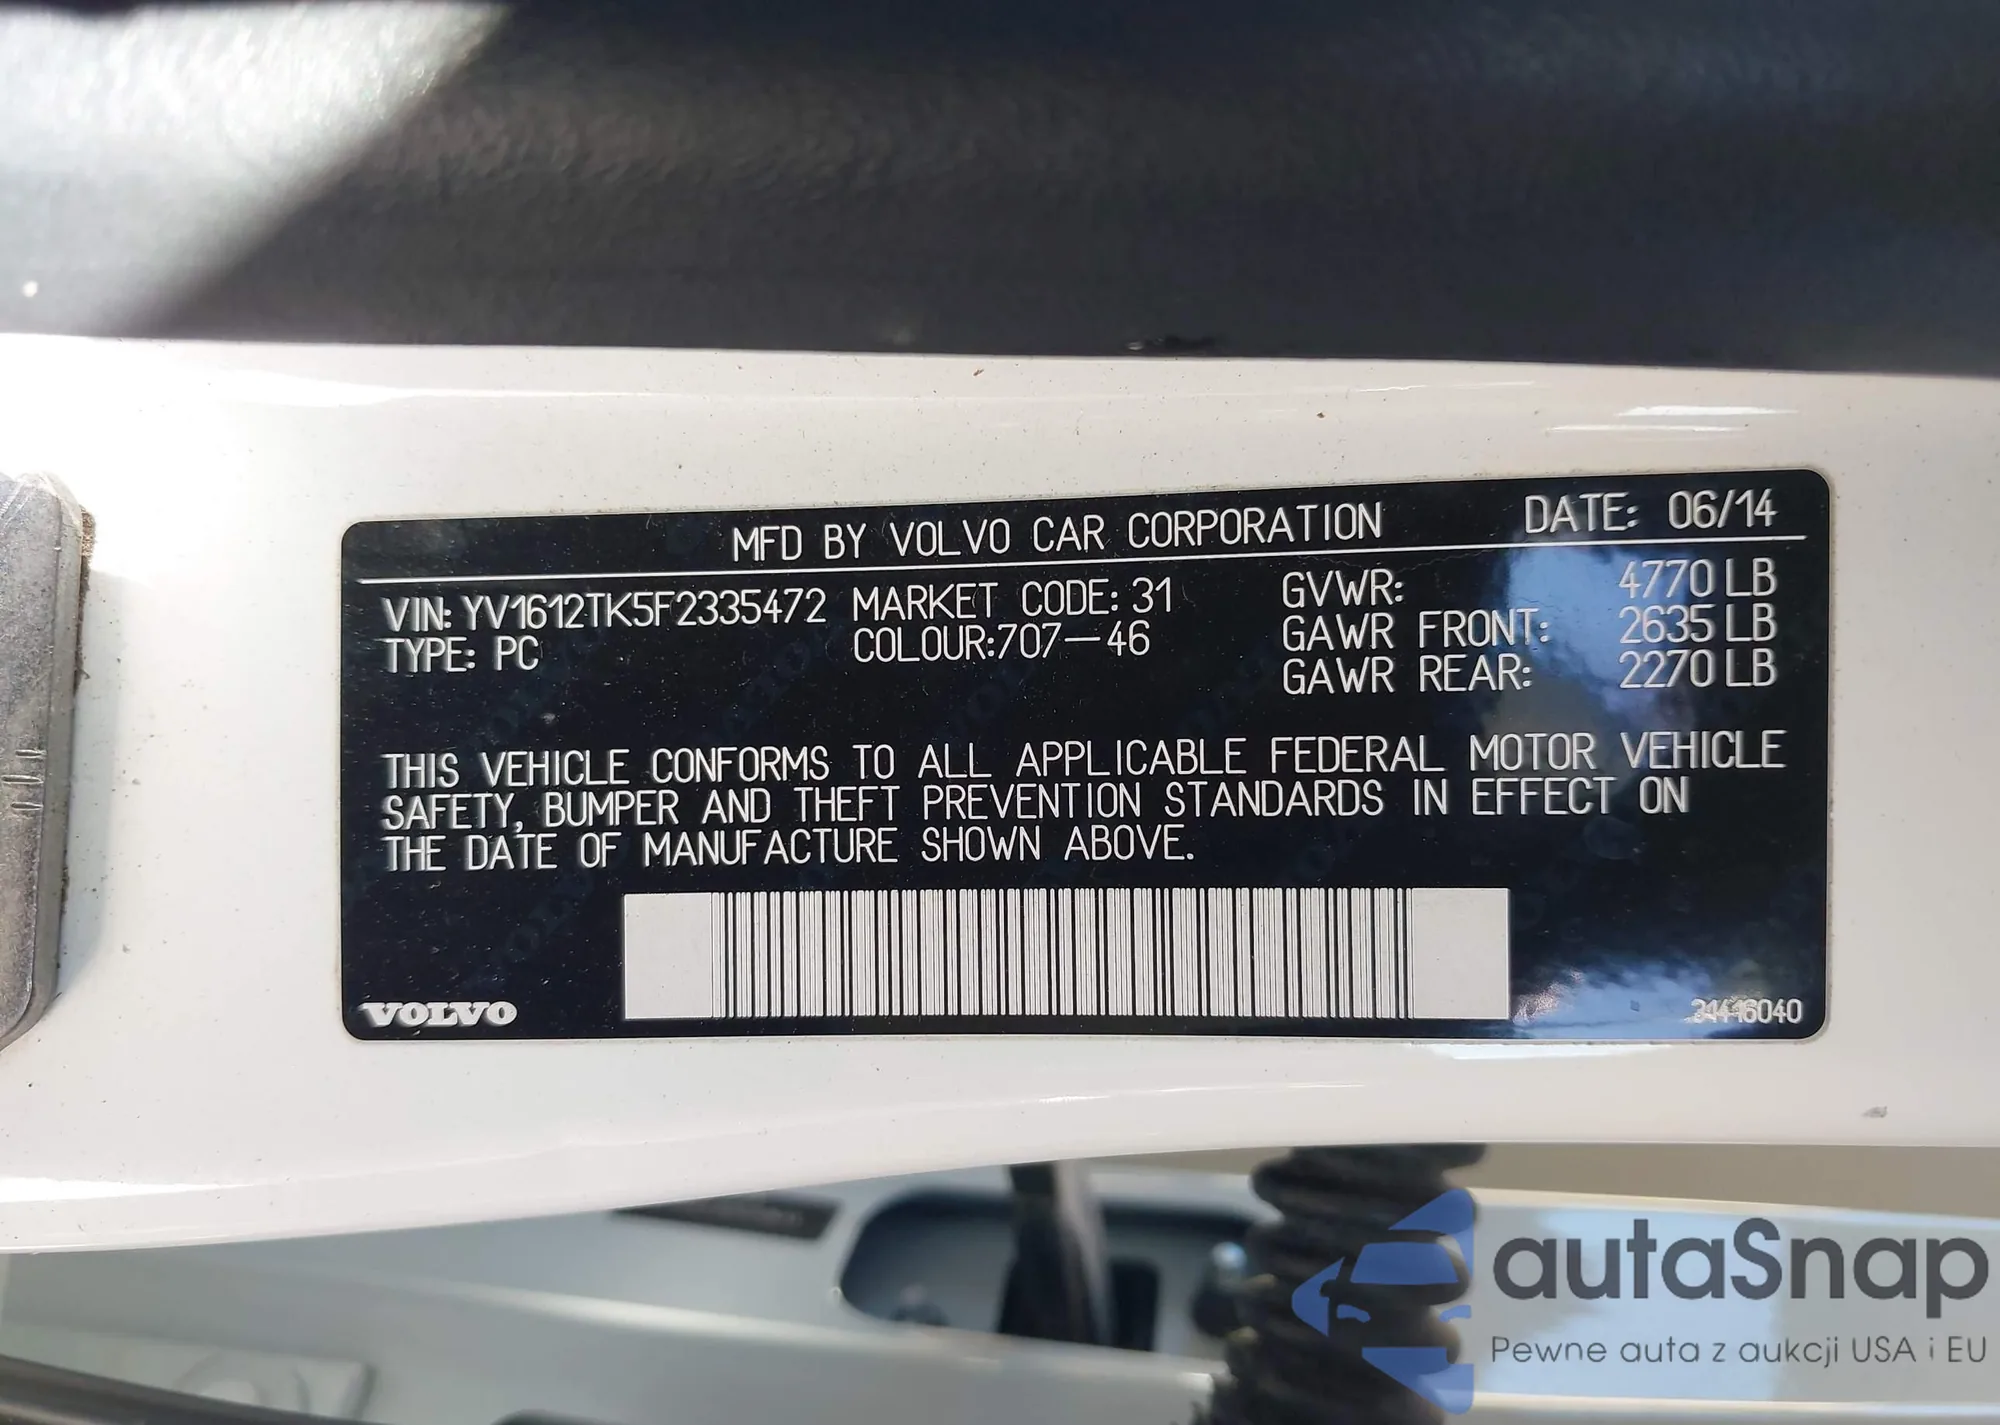 MFD BY VOLVO CAR CORPORATION DATE: 06/14
VIN: YV1612TK5F2335472 MARKET CODE: 31 GVWR: 4770 LB
TYPE: PC COLOUR:707-46 GAWR FRONT: 2635 LB
GAWR REAR: 2270 LB
THIS VEHICLE CONFORMS TO ALL APPLICABLE FEDERAL MOTOR VEHICLE
SAFETY, BUMPER AND THEFT PREVENTION STANDARDS IN EFFECT ON
THE DATE OF MANUFACTURE SHOWN ABOVE.
VOLVO
autaSnap
Pewne auta z aukcji USA i EU